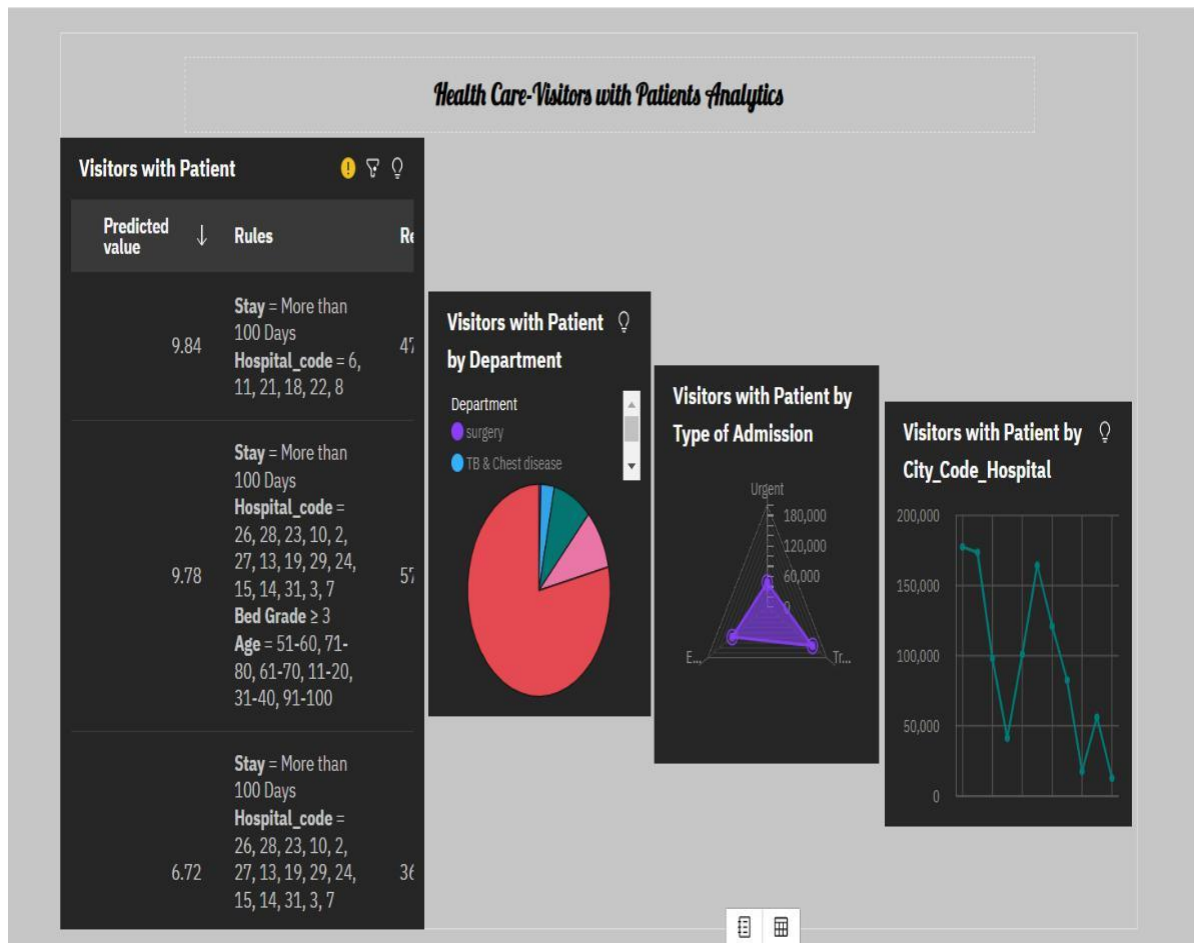 Health Care-Visitors with Patients Analytics
Visitors with Patient
Predicted
value
Rules
Re
9.84
Stay = More than
100 Days
Hospital_code = 6,
11, 21, 18, 22, 8
47
9.78
Stay = More than
100 Days
Hospital_code =
26, 28, 23, 10, 2,
27, 13, 19, 29, 24,
15, 14, 31, 3, 7
Bed Grade ≥ 3
Age = 51-60, 71-
80, 61-70, 11-20,
31-40, 91-100
57
6.72
Stay = More than
100 Days
Hospital_code =
26, 28, 23, 10, 2,
27, 13, 19, 29, 24,
15, 14, 31, 3, 7
36
Visitors with Patient
by Department
Department
surgery
TB & Chest disease
Visitors with Patient by
Type of Admission
Urgent
180,000
120,000
60,000
0
E...
Tr...
Visitors with Patient by
City_Code_Hospital
200,000
150,000
100,000
50,000
0